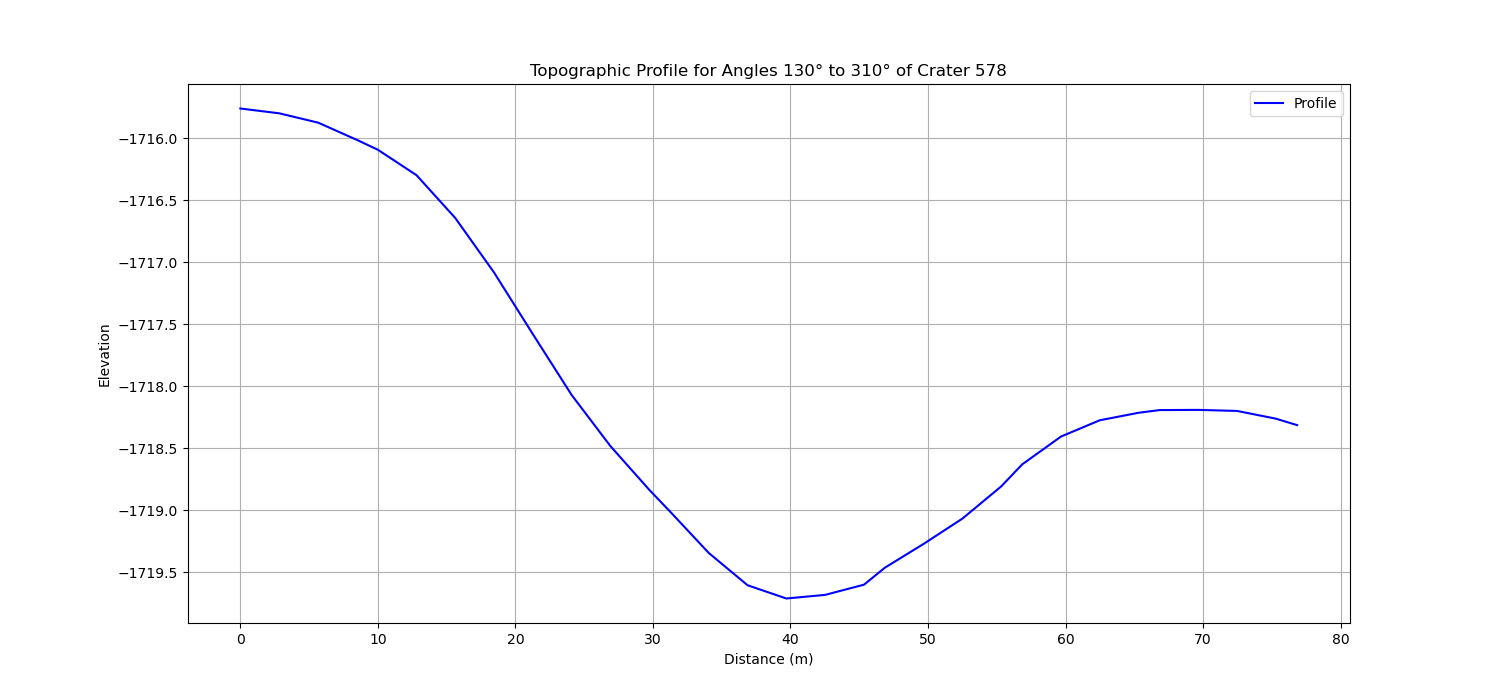 Topographic Profile for Angles 130° to 310° of Crater 578
Profile
−1716.0
−1716.5
−1717.0
−1717.5
−1718.0
−1718.5
−1719.0
−1719.5
Elevation
0 10 20 30 40 50 60 70 80
Distance (m)